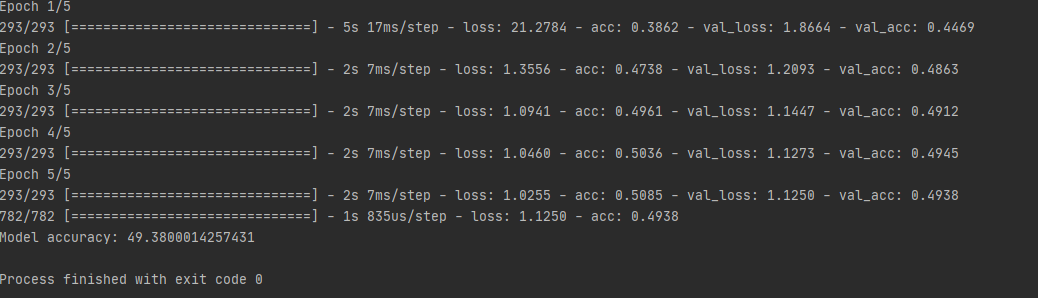 Epoch 1/5
293/293 [==============================] - 5s 17ms/step - loss: 21.2784 - acc: 0.3862 - val_loss: 1.8664 - val_acc: 0.4469
Epoch 2/5
293/293 [==============================] - 2s 7ms/step - loss: 1.3556 - acc: 0.4738 - val_loss: 1.2093 - val_acc: 0.4863
Epoch 3/5
293/293 [==============================] - 2s 7ms/step - loss: 1.0941 - acc: 0.4961 - val_loss: 1.1447 - val_acc: 0.4912
Epoch 4/5
293/293 [==============================] - 2s 7ms/step - loss: 1.0460 - acc: 0.5036 - val_loss: 1.1273 - val_acc: 0.4945
Epoch 5/5
293/293 [==============================] - 2s 7ms/step - loss: 1.0255 - acc: 0.5085 - val_loss: 1.1250 - val_acc: 0.4938
782/782 [==============================] - 1s 835us/step - loss: 1.1250 - acc: 0.4938
Model accuracy: 49.3800014257431
Process finished with exit code 0